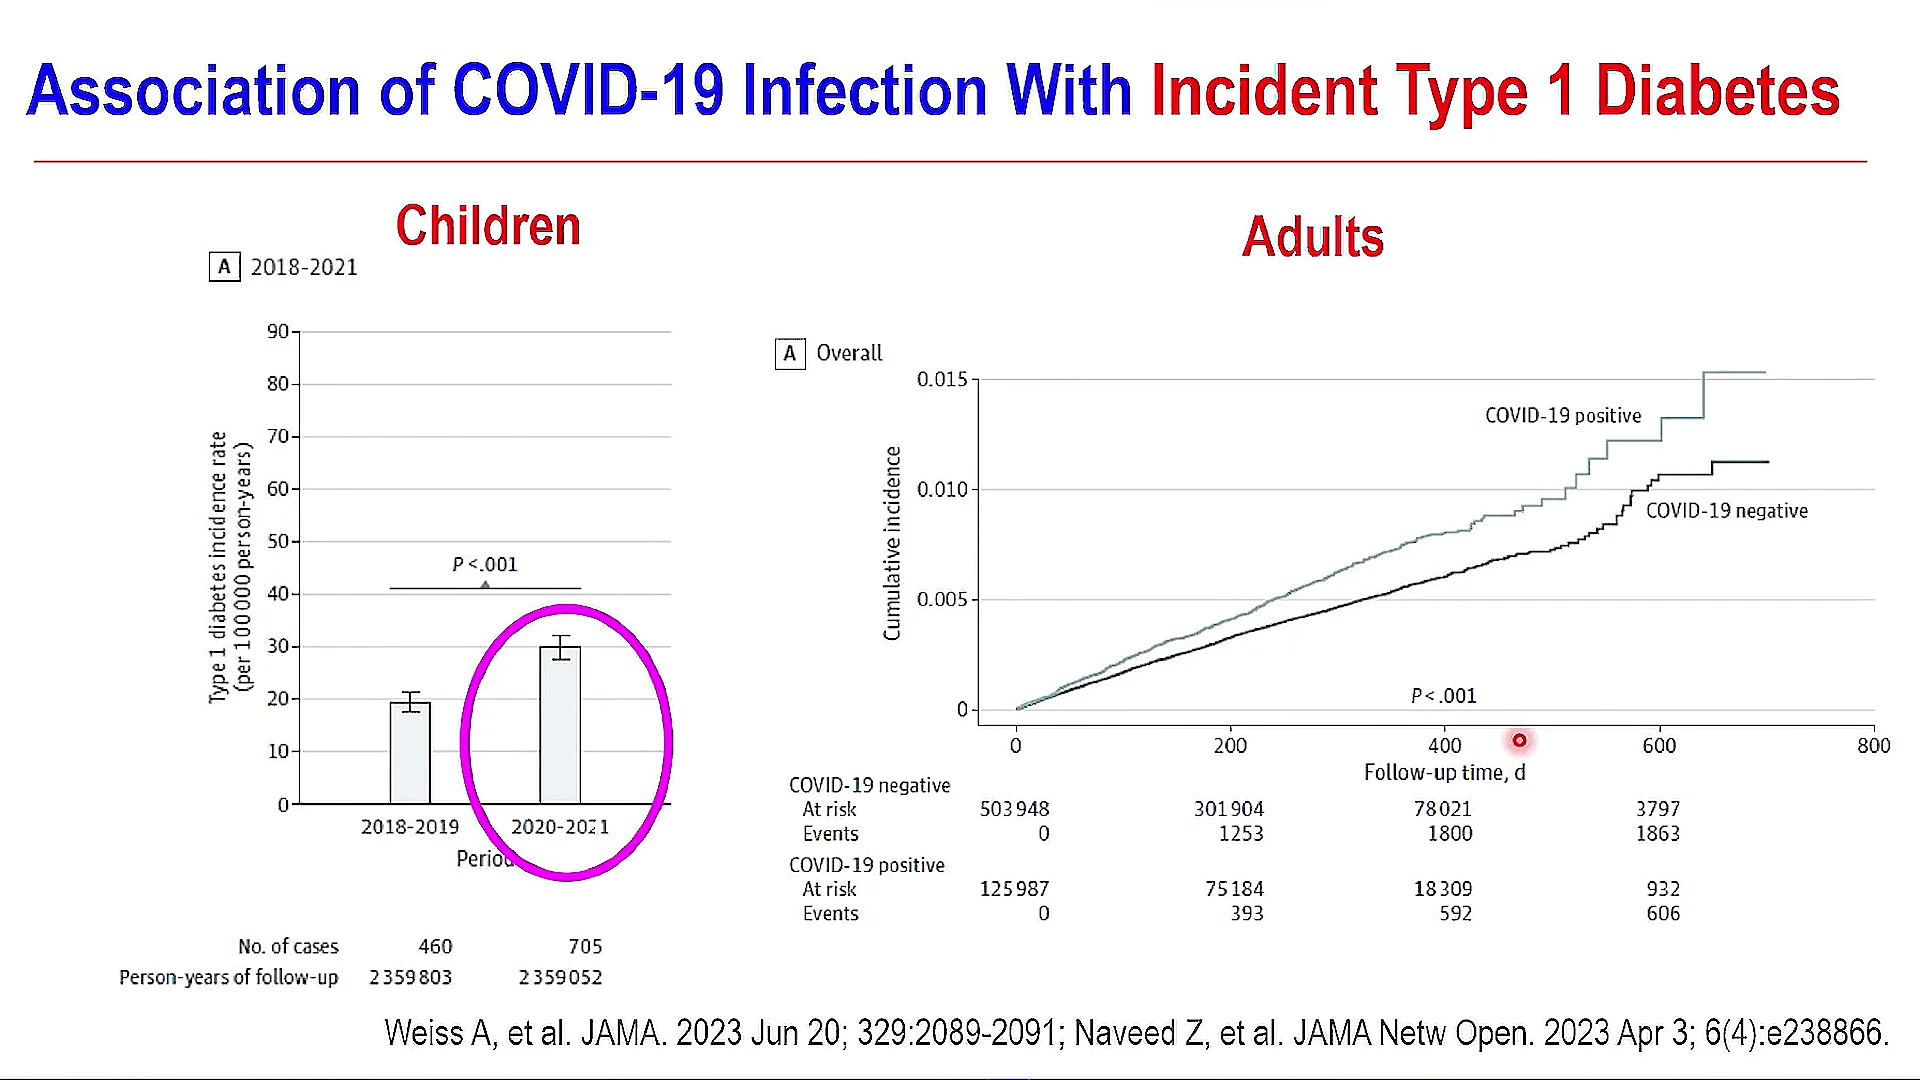 Association of COVID-19 Infection With Incident Type 1 Diabetes
Children
A 2018-2021
Type 1 diabetes incidence rate
(per 100 000 person-years)
90
80
70
60
50
40
30
20
10
0
P <.001
2018-2019 2020-2021
Period
No. of cases 460 705
Person-years of follow-up 2 359 803 2 359 052
Adults
A Overall
Cumulative incidence
0.015
0.010
0.005
0
COVID-19 positive
COVID-19 negative
P < .001
0 200 400 600 800
Follow-up time, d
COVID-19 negative
At risk 503 948 301 904 78 021 3797
Events 0 1253 1800 1863
COVID-19 positive
At risk 125 987 75 184 18 309 932
Events 0 393 592 606
Weiss A, et al. JAMA. 2023 Jun 20; 329:2089-2091; Naveed Z, et al. JAMA Netw Open. 2023 Apr 3; 6(4):e238866.